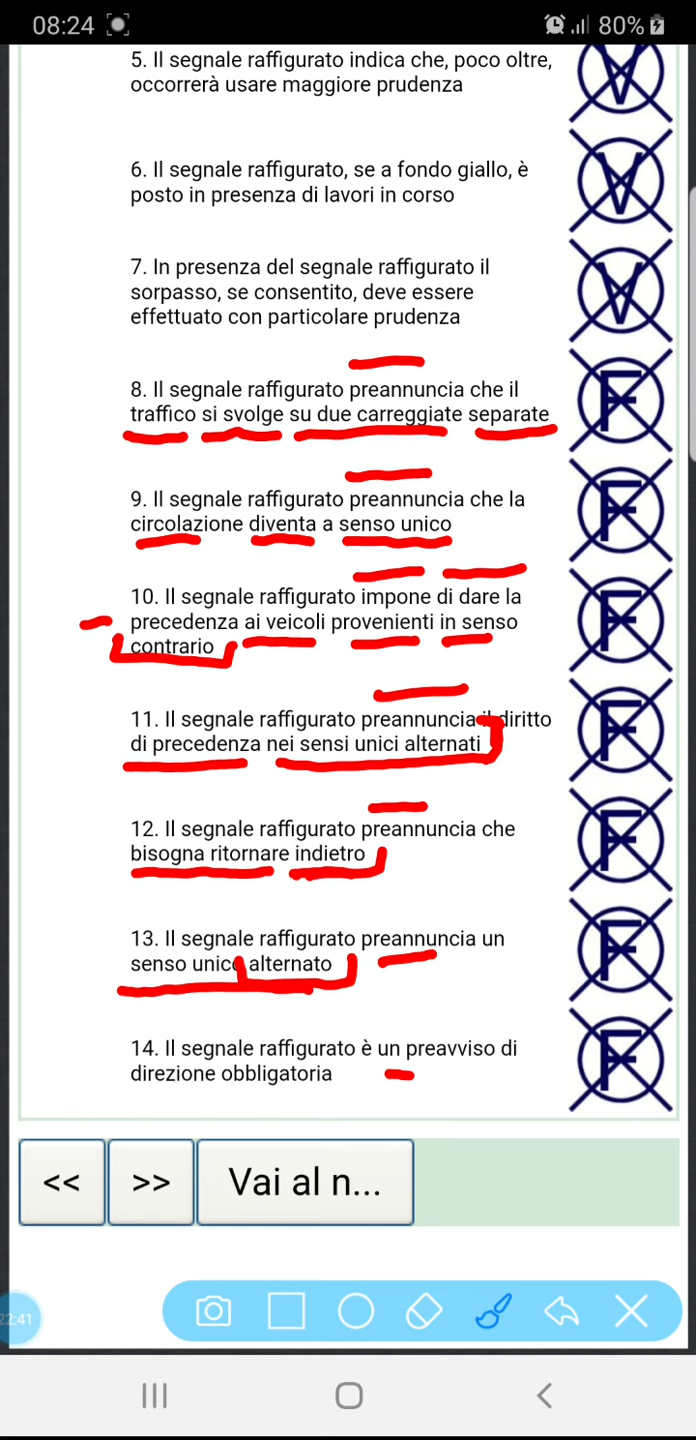 08:24
80%
5. Il segnale raffigurato indica che, poco oltre,
occorrerà usare maggiore prudenza
V
6. Il segnale raffigurato, se a fondo giallo, è
posto in presenza di lavori in corso
V
7. In presenza del segnale raffigurato il
sorpasso, se consentito, deve essere
effettuato con particolare prudenza
V
8. Il segnale raffigurato preannuncia che il
traffico si svolge su due carreggiate separate
F
9. Il segnale raffigurato preannuncia che la
circolazione diventa a senso unico
F
10. Il segnale raffigurato impone di dare la
precedenza ai veicoli provenienti in senso
contrario
F
11. Il segnale raffigurato preannuncia il diritto
di precedenza nei sensi unici alternati
F
12. Il segnale raffigurato preannuncia che
bisogna ritornare indietro
F
13. Il segnale raffigurato preannuncia un
senso unico alternato
F
14. Il segnale raffigurato è un preavviso di
direzione obbligatoria
F
<< >> Vai al n...
22:41